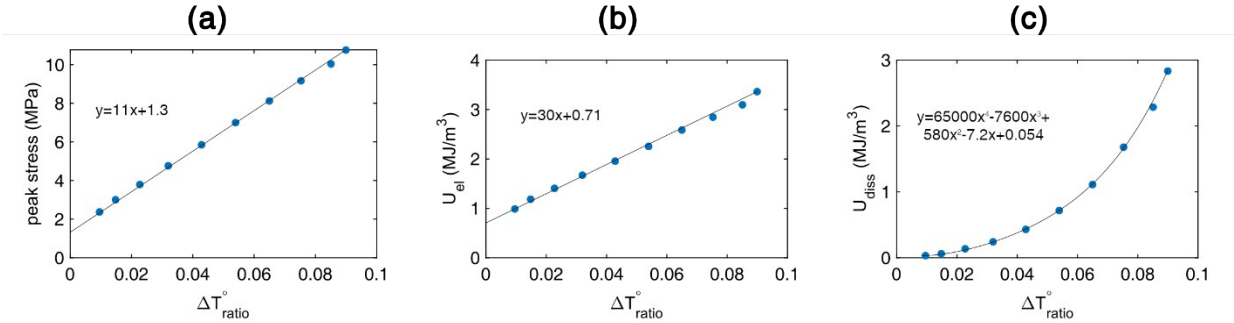 (a)
(b)
(c)
peak stress (MPa)
10
8
6
4
2
0
y=11x+1.3
0
0.02
0.04
0.06
0.08
0.1
ΔT°ratio
U_el (MJ/m³)
4
3
2
1
0
y=30x+0.71
0
0.02
0.04
0.06
0.08
0.1
ΔT°ratio
U_diss (MJ/m³)
3
2
1
0
y=65000x⁴-7600x³+
580x²-7.2x+0.054
0
0.02
0.04
0.06
0.08
0.1
ΔT°ratio